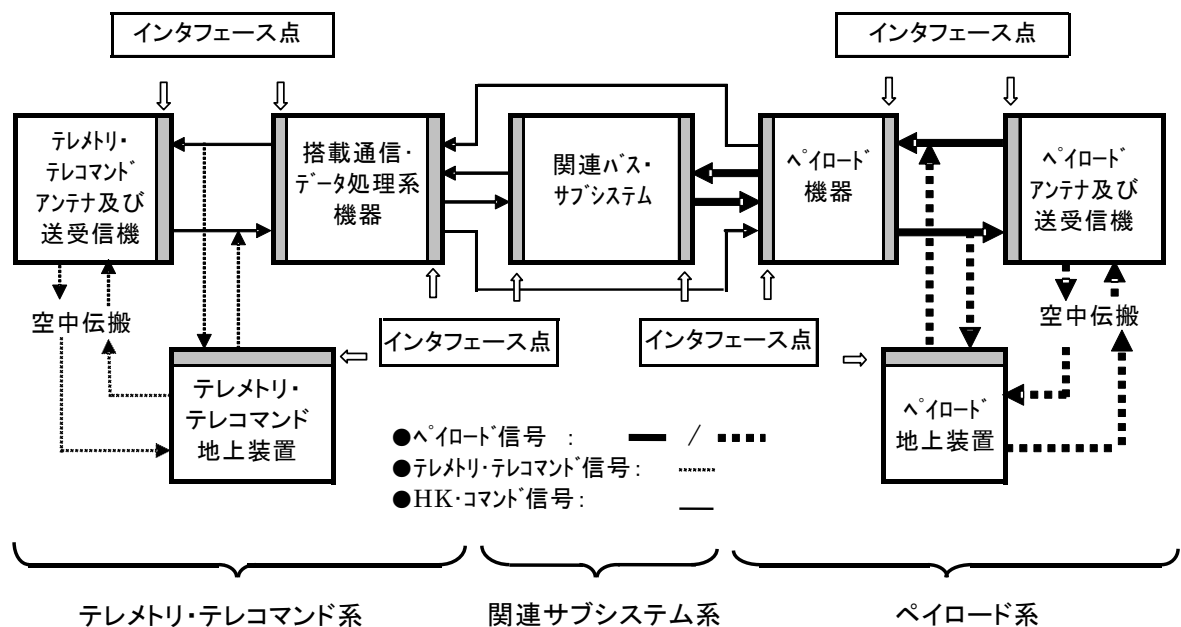 インタフェース点
インタフェース点
テレメトリ・
テレコマンド
アンテナ及び
送受信機
搭載通信・
データ処理系
機器
関連バス・
サブシステム
ペイロード
機器
ペイロード
アンテナ及び
送受信機
空中伝搬
空中伝搬
インタフェース点
インタフェース点
テレメトリ・
テレコマンド
地上装置
ペイロード
地上装置
●ペイロード信号 : /
●テレメトリ・テレコマンド信号:
●HK・コマンド信号:
テレメトリ・テレコマンド系
関連サブシステム系
ペイロード系